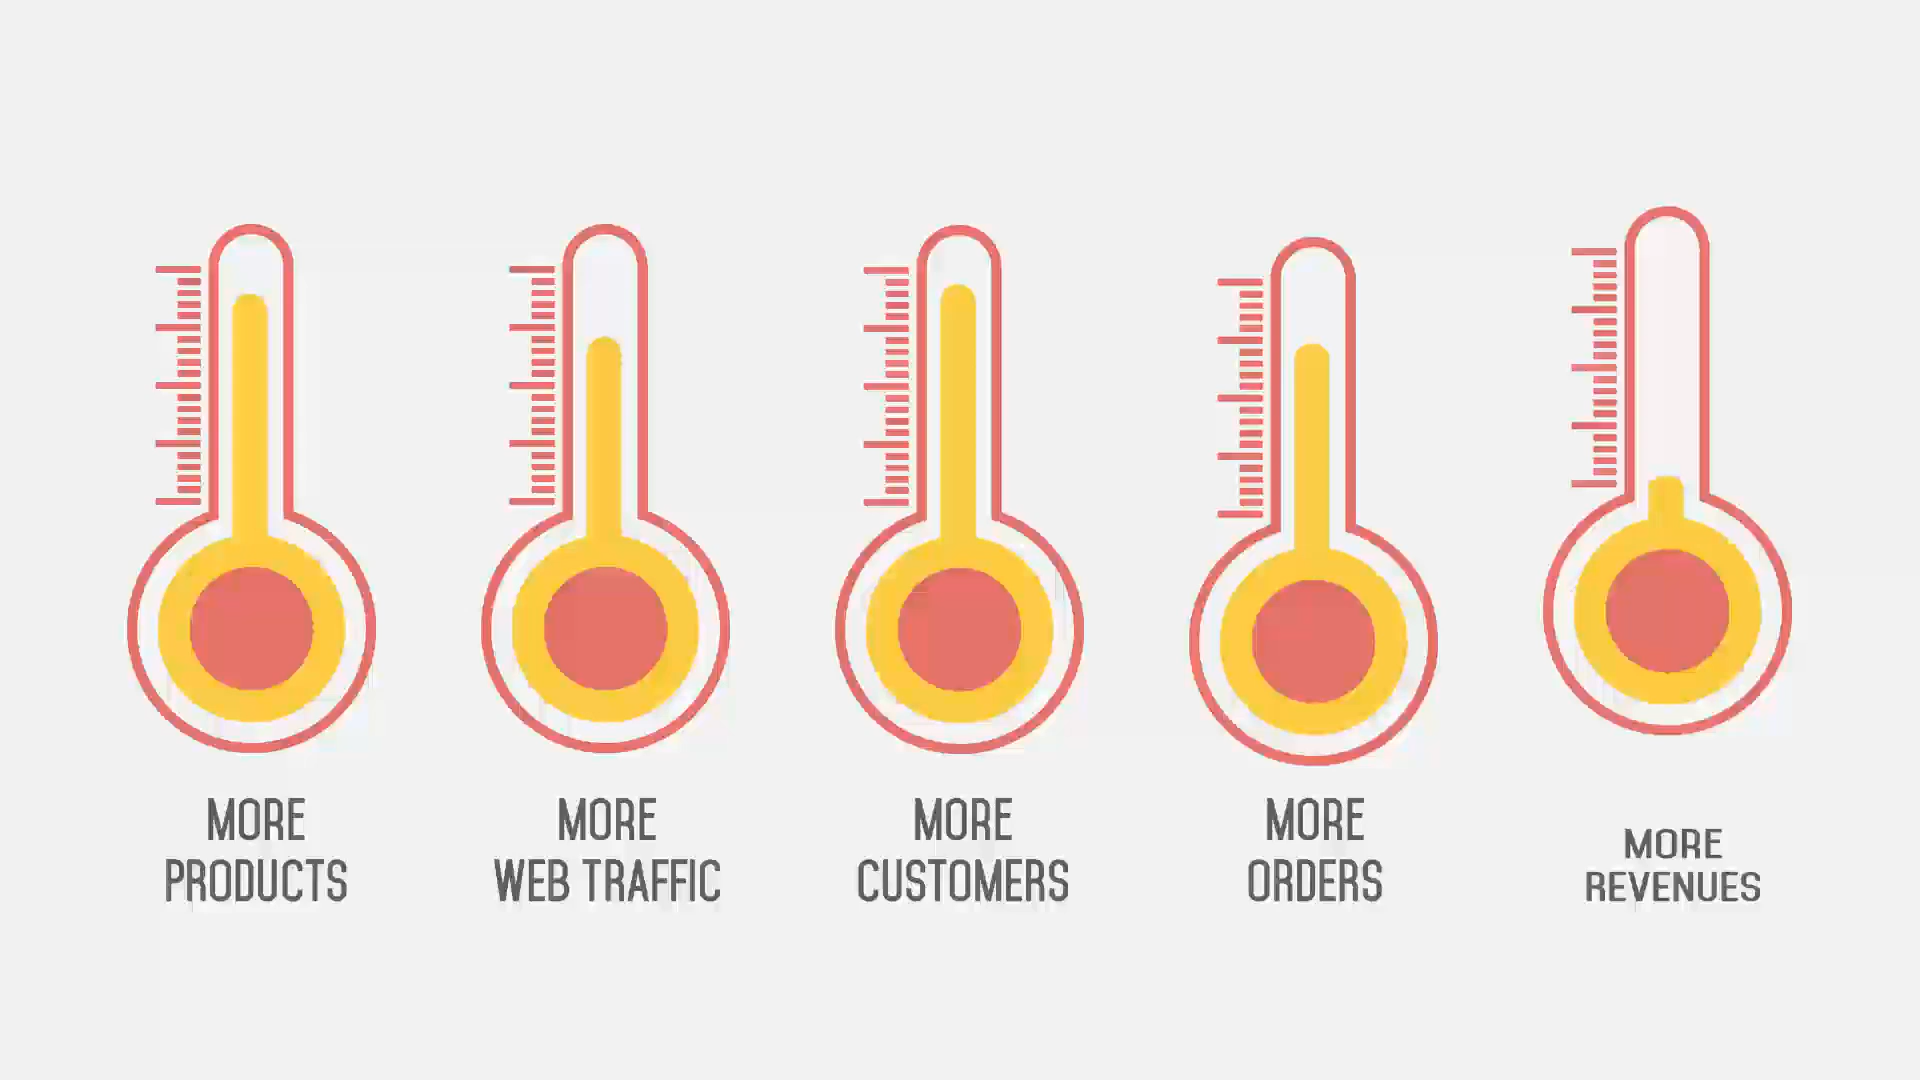 MORE
PRODUCTS
MORE
WEB TRAFFIC
MORE
CUSTOMERS
MORE
ORDERS
MORE
REVENUES